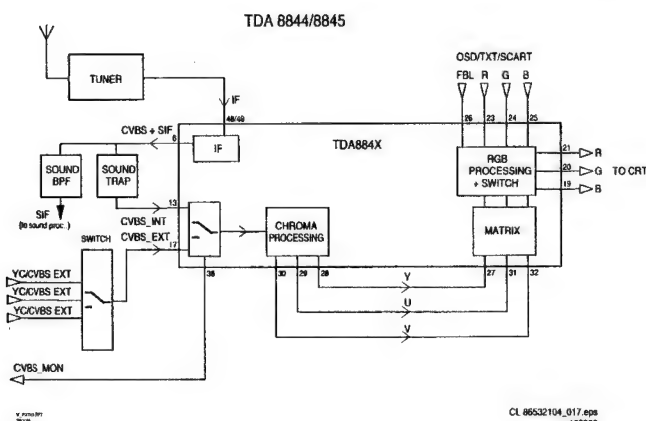 TDA 8844/8845
OSD/TXT/SCART
FBL R G B
TUNER
IF
48/49
26 23 24 25
CVBS + SIF
6
IF
TDA884X
21 R
20 G TO CRT
19 B
RGB
PROCESSING
+ SWITCH
SOUND
BPF
SOUND
TRAP
SIF
(to sound proc..)
13
CVBS_INT
CVBS_EXT
17
SWITCH
CHROMA
PROCESSING
MATRIX
38
30 29 28
27 31 32
YC/CVBS EXT
YC/CVBS EXT
YC/CVBS EXT
Y
U
V
CVBS_MON
CL 86532104_017.eps